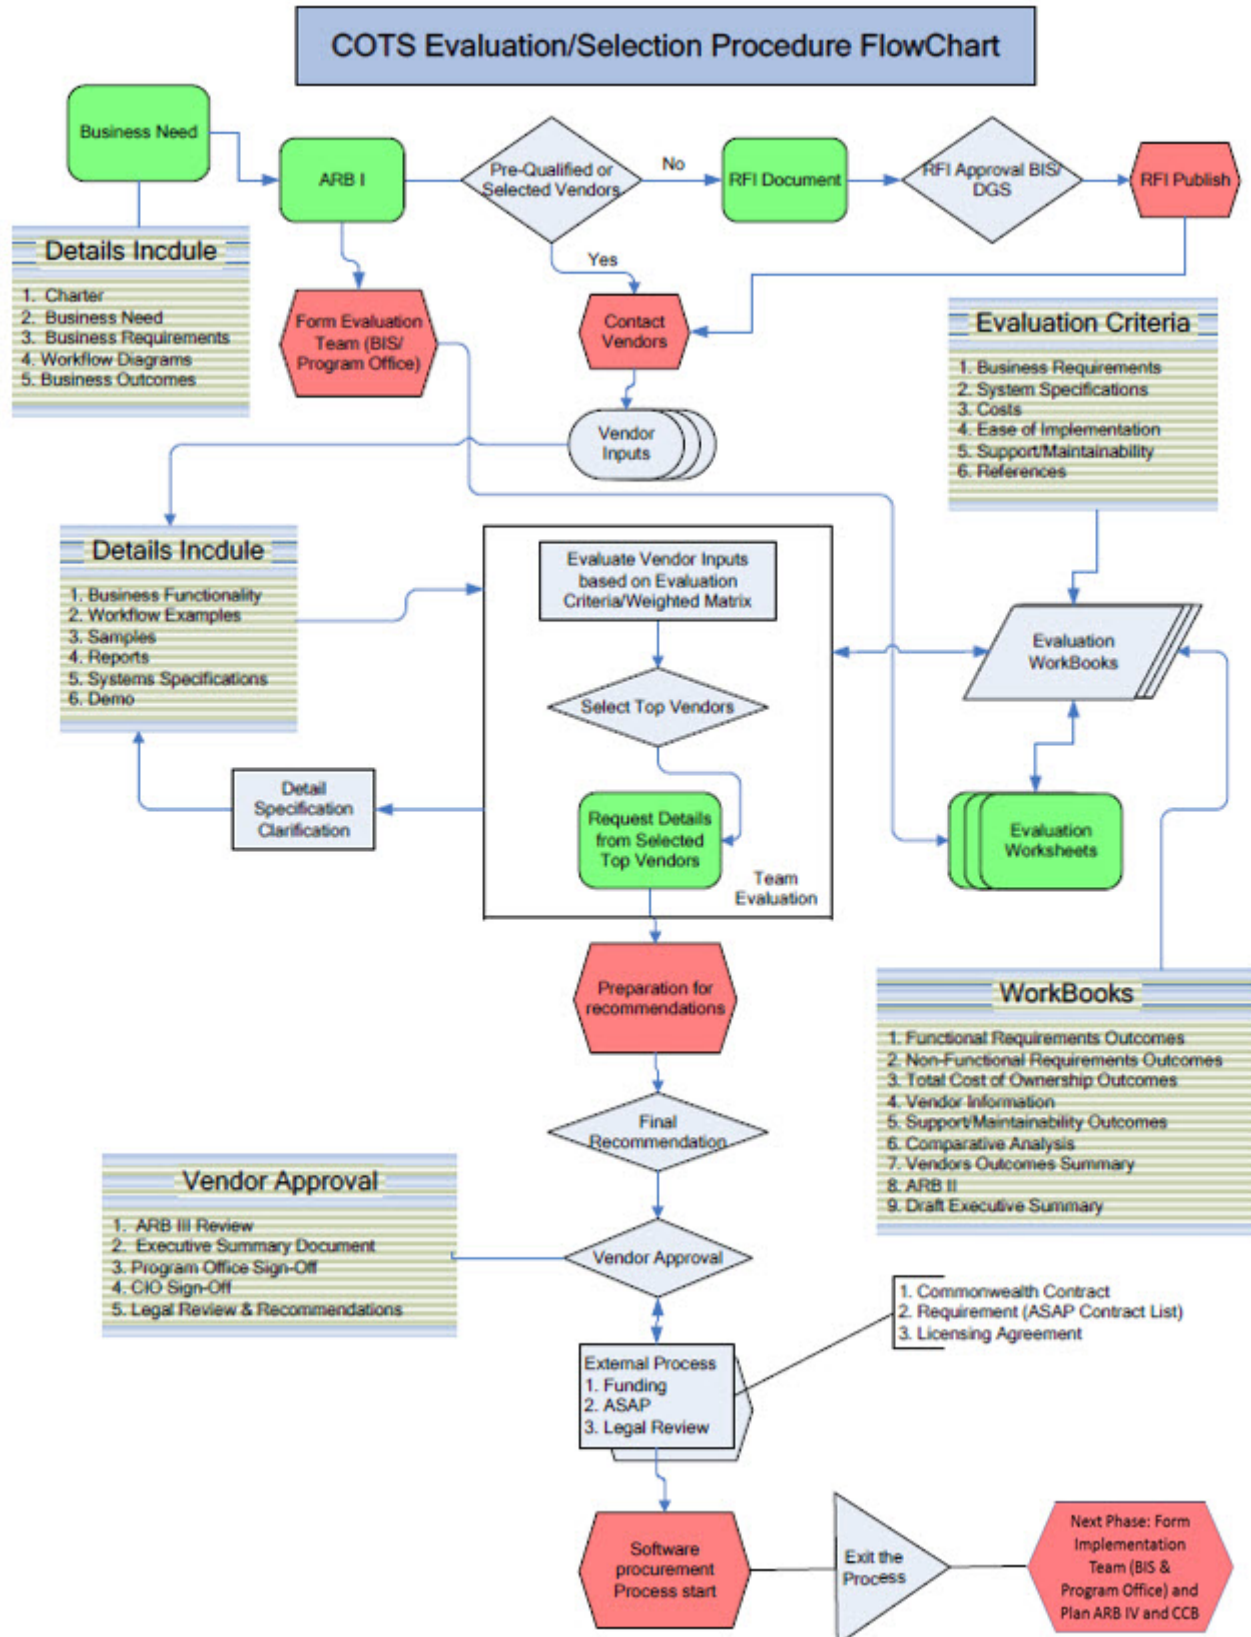 COTS Evaluation/Selection Procedure FlowChart
Business Need
ARB I
Pre-Qualified or
Selected Vendors
No
RFI Document
RFI Approval BIS/
DGS
RFI Publish
Yes
Details Incdule
1. Charter
2. Business Need
3. Business Requirements
4. Workflow Diagrams
5. Business Outcomes
Form Evaluation
Team (BIS/
Program Office)
Contact
Vendors
Vendor
Inputs
Evaluation Criteria
1. Business Requirements
2. System Specifications
3. Costs
4. Ease of Implementation
5. Support/Maintainability
6. References
Details Incdule
1. Business Functionality
2. Workflow Examples
3. Samples
4. Reports
5. Systems Specifications
6. Demo
Evaluate Vendor Inputs
based on Evaluation
Criteria/Weighted Matrix
Select Top Vendors
Request Details
from Selected
Top Vendors
Team
Evaluation
Detail
Specification
Clarification
Evaluation
WorkBooks
Evaluation
Worksheets
Preparation for
recommendations
Final
Recommendation
WorkBooks
1. Functional Requirements Outcomes
2. Non-Functional Requirements Outcomes
3. Total Cost of Ownership Outcomes
4. Vendor Information
5. Support/Maintainability Outcomes
6. Comparative Analysis
7. Vendors Outcomes Summary
8. ARB II
9. Draft Executive Summary
Vendor Approval
1. ARB III Review
2. Executive Summary Document
3. Program Office Sign-Off
4. CIO Sign-Off
5. Legal Review & Recommendations
Vendor Approval
External Process
1. Funding
2. ASAP
3. Legal Review
1. Commonwealth Contract
2. Requirement (ASAP Contract List)
3. Licensing Agreement
Software
procurement
Process start
Exit the
Process
Next Phase: Form
Implementation
Team (BIS &
Program Office) and
Plan ARB IV and CCB